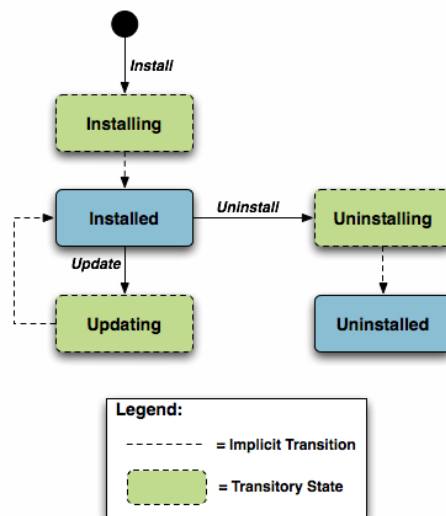 Install
Installing
Installed
Uninstall
Uninstalling
Update
Updating
Uninstalled
Legend:
= Implicit Transition
= Transitory State